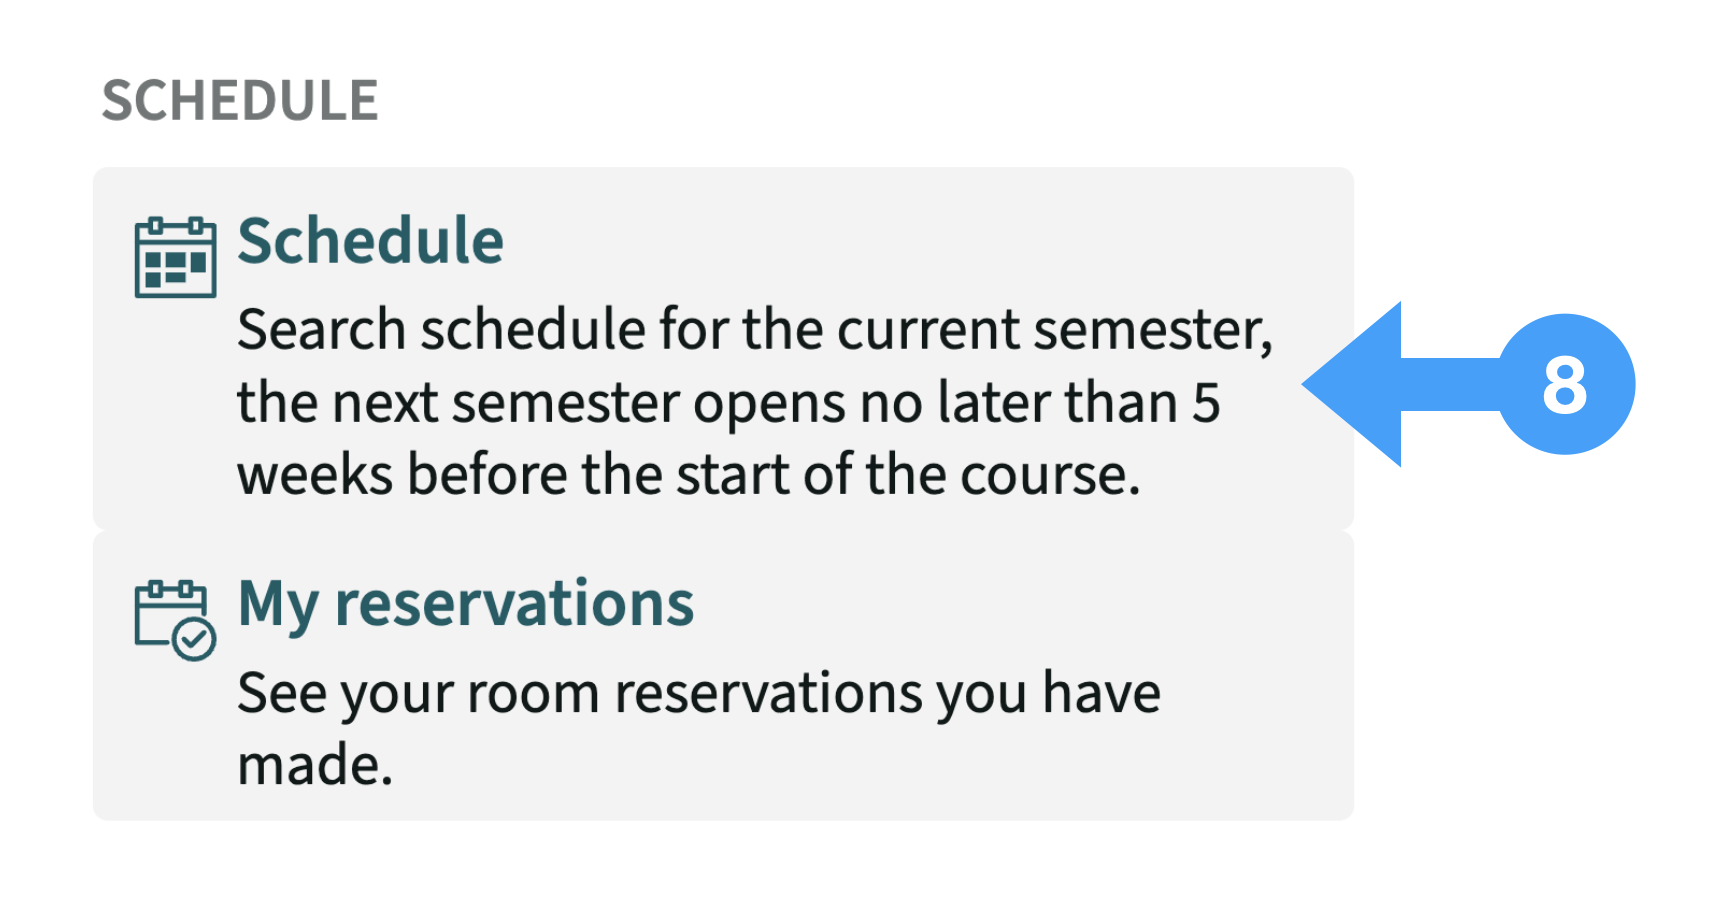 SCHEDULE
Schedule
Search schedule for the current semester,
the next semester opens no later than 5
weeks before the start of the course.
8
My reservations
See your room reservations you have
made.